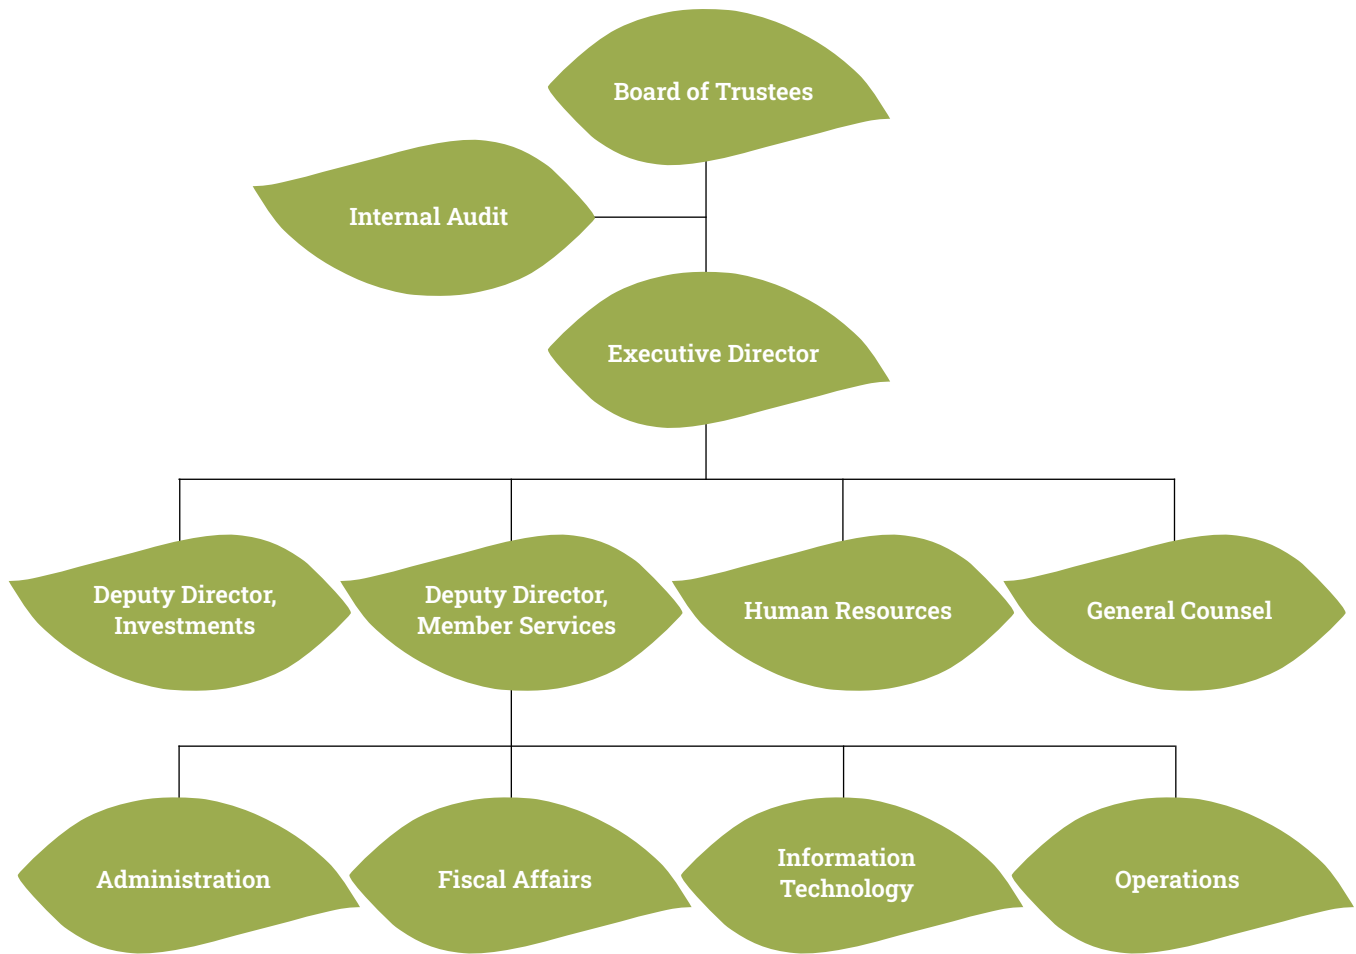 Board of Trustees
Internal Audit
Executive Director
Deputy Director,
Investments
Deputy Director,
Member Services
Human Resources
General Counsel
Administration
Fiscal Affairs
Information
Technology
Operations